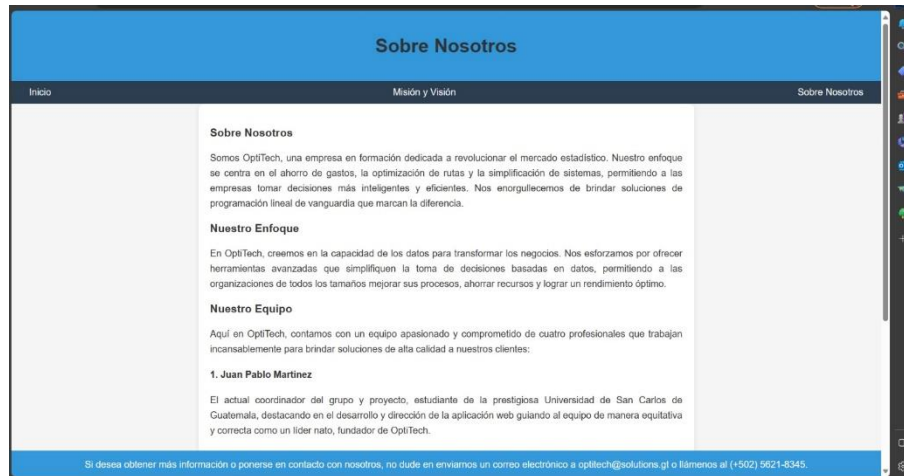 Sobre Nosotros
Inicio
Misión y Visión
Sobre Nosotros
Sobre Nosotros
Somos OptiTech, una empresa en formación dedicada a revolucionar el mercado estadístico. Nuestro enfoque
se centra en el ahorro de gastos, la optimización de rutas y la simplificación de sistemas, permitiendo a las
empresas tomar decisiones más inteligentes y eficientes. Nos enorgullecemos de brindar soluciones de
programación lineal de vanguardia que marcan la diferencia.
Nuestro Enfoque
En OptiTech, creemos en la capacidad de los datos para transformar los negocios. Nos esforzamos por ofrecer
herramientas avanzadas que simplifiquen la toma de decisiones basadas en datos, permitiendo a las
organizaciones de todos los tamaños mejorar sus procesos, ahorrar recursos y lograr un rendimiento óptimo.
Nuestro Equipo
Aquí en OptiTech, contamos con un equipo apasionado y comprometido de cuatro profesionales que trabajan
incansablemente para brindar soluciones de alta calidad a nuestros clientes:
1. Juan Pablo Martinez
El actual coordinador del grupo y proyecto, estudiante de la prestigiosa Universidad de San Carlos de
Guatemala, destacando en el desarrollo y dirección de la aplicación web guiando al equipo de manera equitativa
y correcta como un líder nato, fundador de OptiTech.
Si desea obtener más información o ponerse en contacto con nosotros, no dude en enviarnos un correo electrónico a optitech@solutions.gt o llámenos al (+502) 5621-8345.